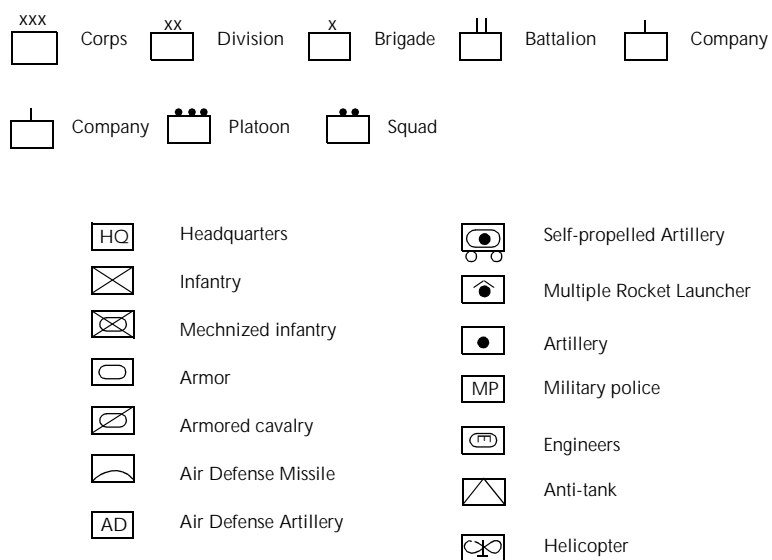 xxx Corps xx Division x Brigade Battalion Company
Company Platoon Squad
HQ Headquarters
Infantry
Mechnized infantry
Armor
Armored cavalry
Air Defense Missile
AD Air Defense Artillery
Self-propelled Artillery
Multiple Rocket Launcher
Artillery
MP Military police
E Engineers
Anti-tank
Helicopter